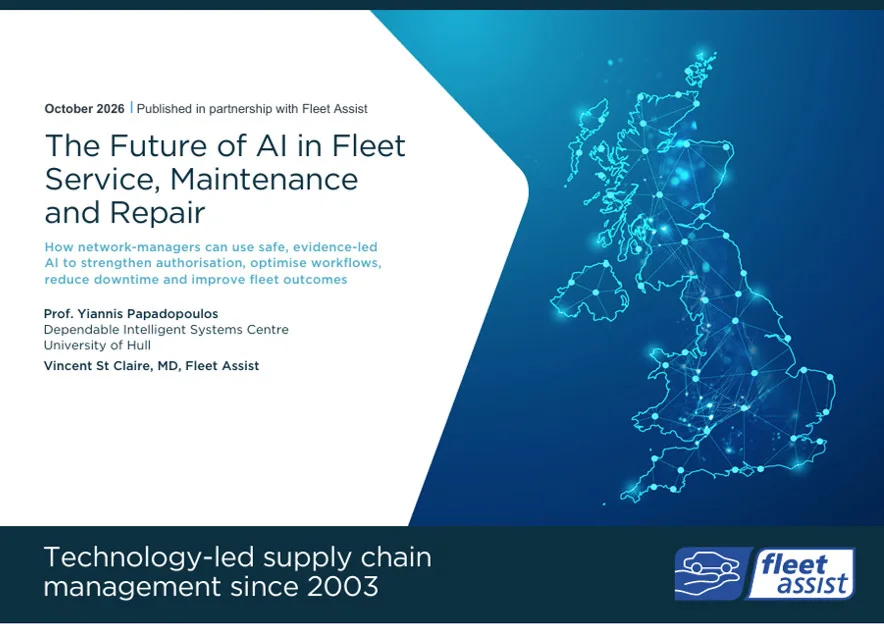 October 2026 | Published in partnership with Fleet Assist
The Future of AI in Fleet
Service, Maintenance
and Repair
How network-managers can use safe, evidence-led
AI to strengthen authorisation, optimise workflows,
reduce downtime and improve fleet outcomes
Prof. Yiannis Papadopoulos
Dependable Intelligent Systems Centre
University of Hull
Vincent St Claire, MD, Fleet Assist
Technology-led supply chain
management since 2003
fleet
assist